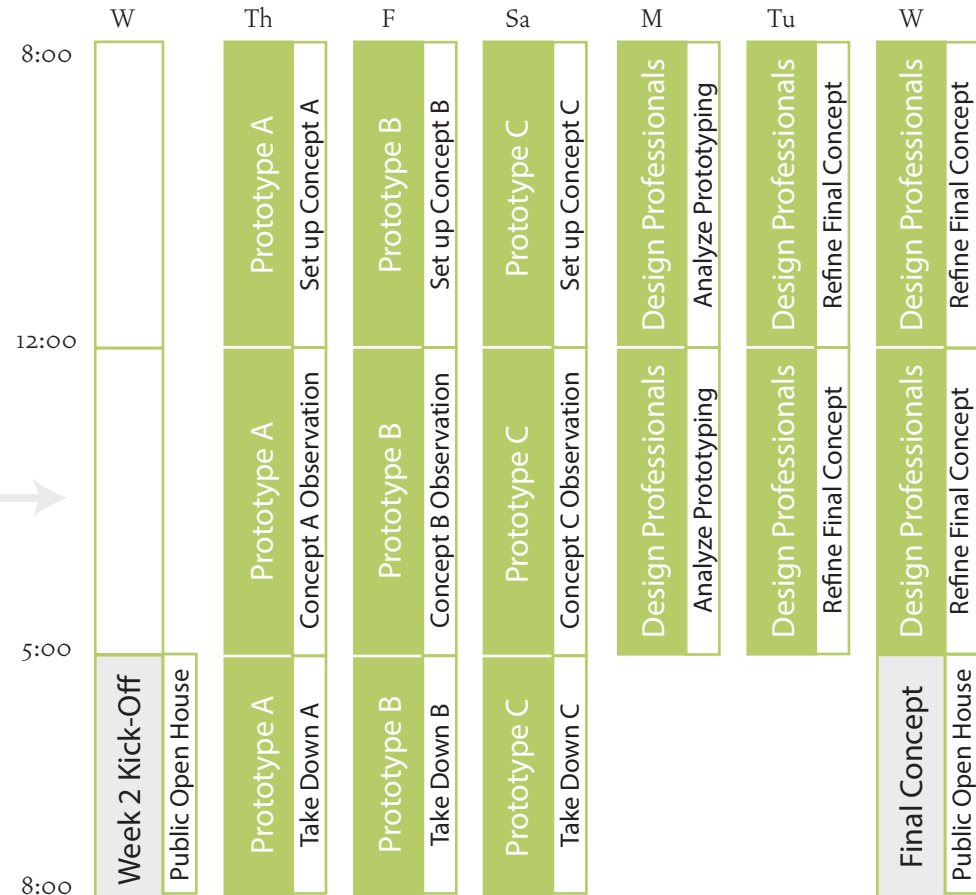 W
Th
F
Sa
M
Tu
W
8:00
12:00
5:00
8:00
Week 2 Kick-Off
Public Open House
Prototype A
Set up Concept A
Prototype A
Concept A Observation
Prototype A
Take Down A
Prototype B
Set up Concept B
Prototype B
Concept B Observation
Prototype B
Take Down B
Prototype C
Set up Concept C
Prototype C
Concept C Observation
Prototype C
Take Down C
Design Professionals
Analyze Prototyping
Design Professionals
Analyze Prototyping
Design Professionals
Refine Final Concept
Design Professionals
Refine Final Concept
Design Professionals
Refine Final Concept
Design Professionals
Refine Final Concept
Final Concept
Public Open House